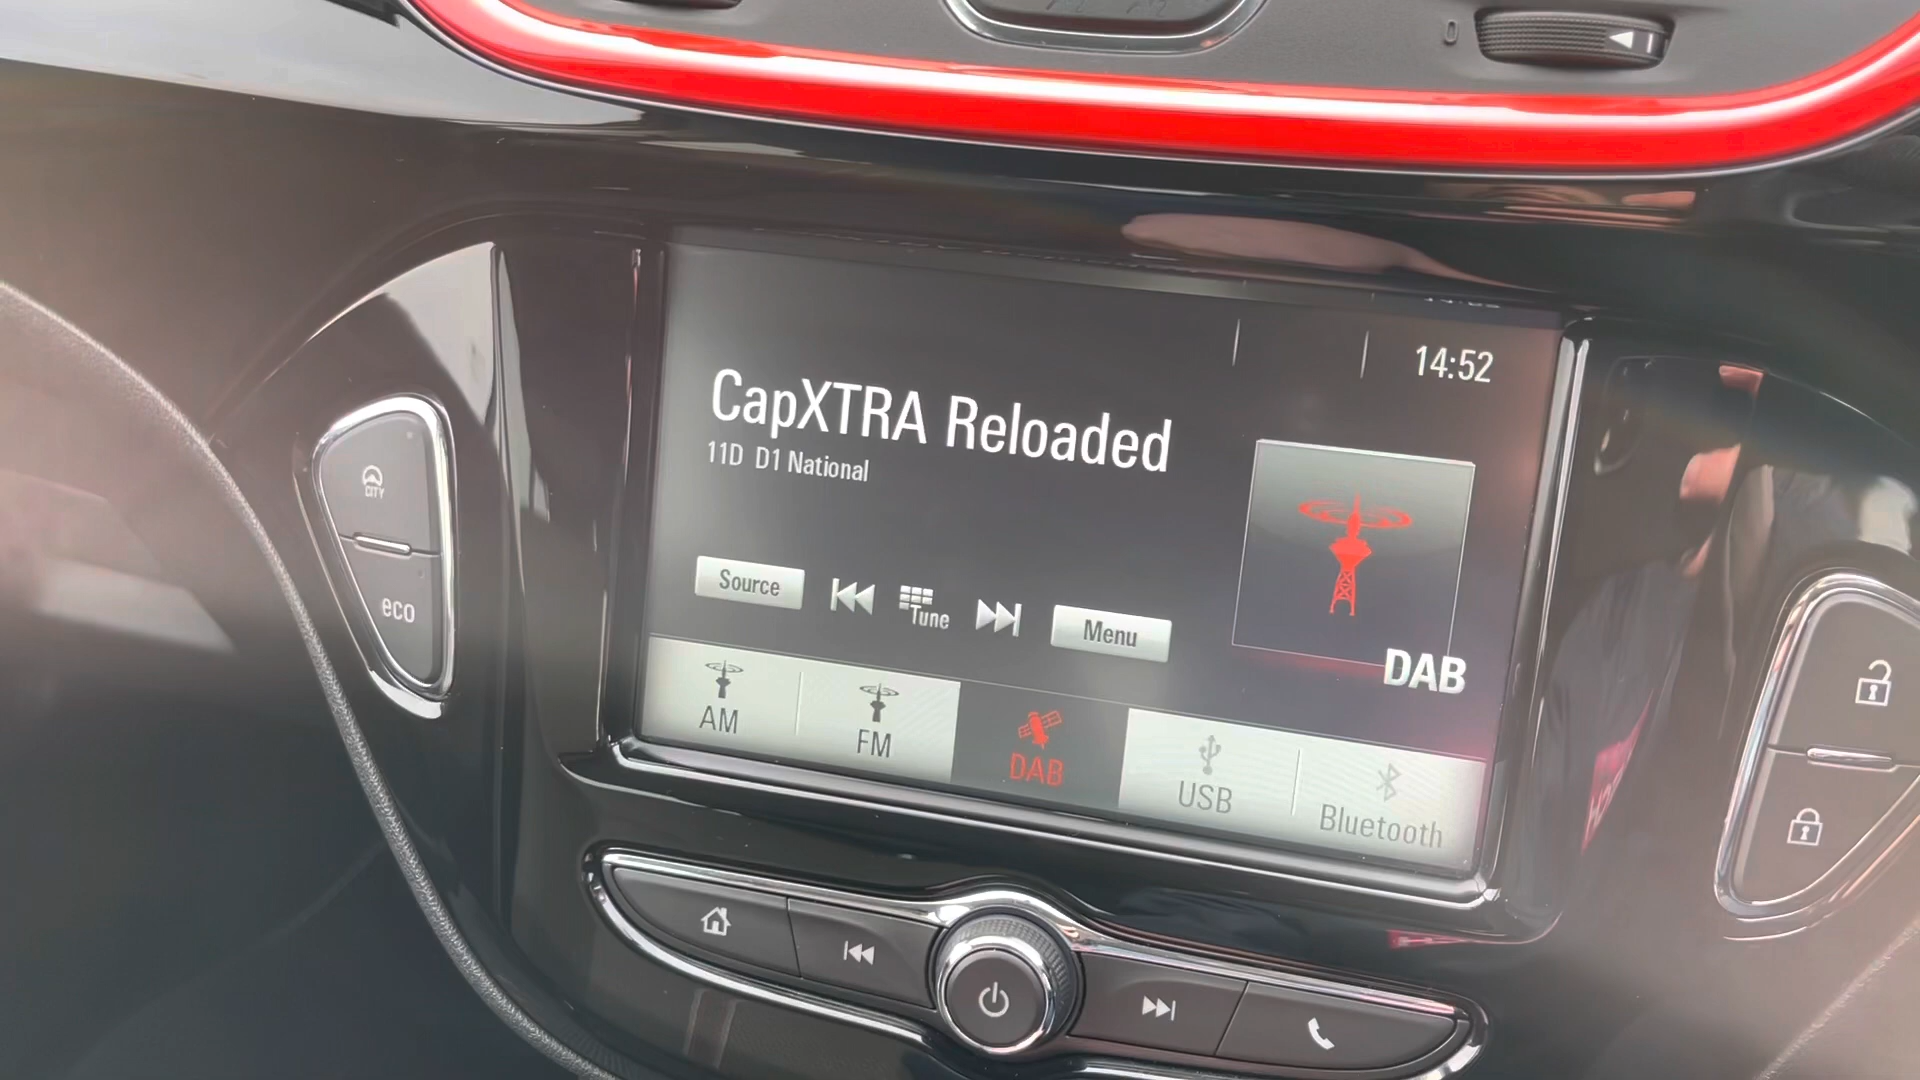 14:52
CapXTRA Reloaded
11D D1 National
Source
Tune
Menu
DAB
AM
FM
DAB
USB
Bluetooth
CITY
eco